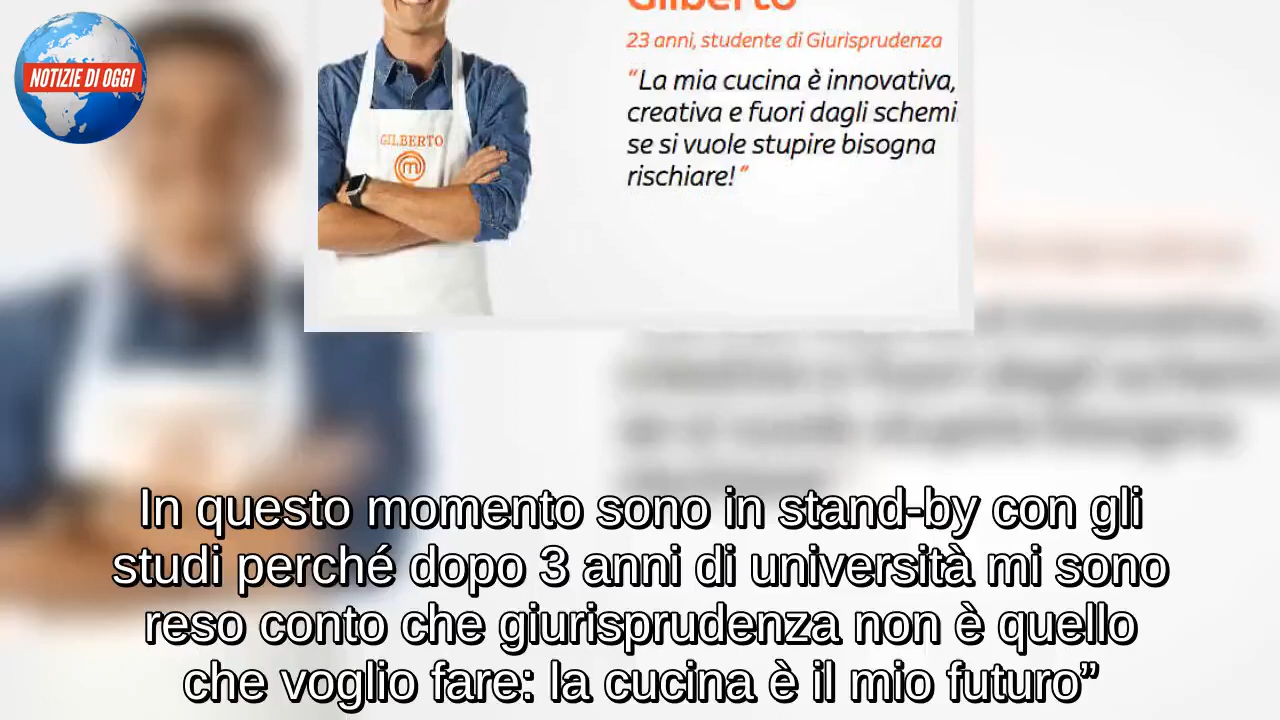 NOTIZIE DI OGGI
Gilberto
23 anni, studente di Giurisprudenza
“La mia cucina è innovativa,
creativa e fuori dagli schemi
se si vuole stupire bisogna
rischiare!”
GILBERTO
In questo momento sono in stand-by con gli
studi perché dopo 3 anni di università mi sono
reso conto che giurisprudenza non è quello
che voglio fare: la cucina è il mio futuro”